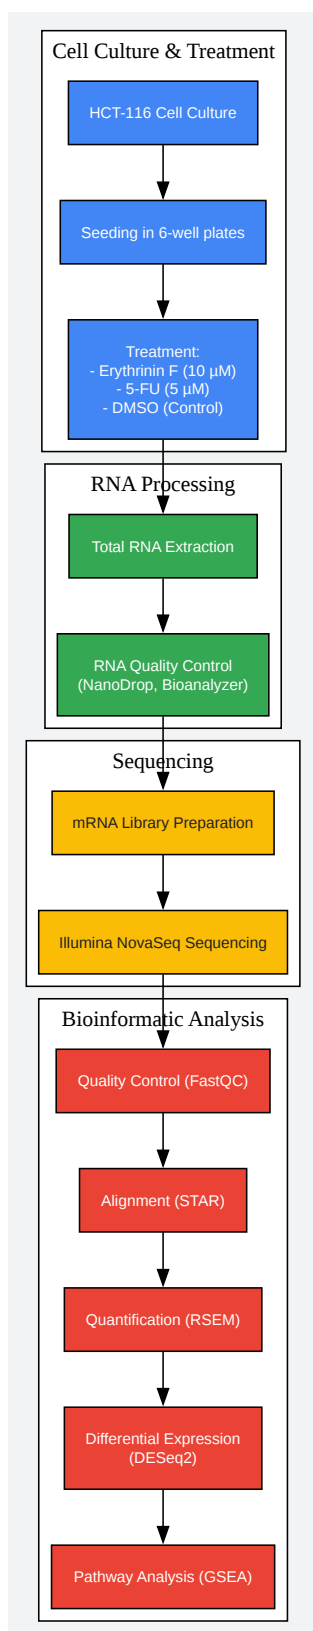 Cell Culture & Treatment
HCT-116 Cell Culture
Seeding in 6-well plates
Treatment:
- Erythrinin F (10 µM)
- 5-FU (5 µM)
- DMSO (Control)
RNA Processing
Total RNA Extraction
RNA Quality Control
(NanoDrop, Bioanalyzer)
Sequencing
mRNA Library Preparation
Illumina NovaSeq Sequencing
Bioinformatic Analysis
Quality Control (FastQC)
Alignment (STAR)
Quantification (RSEM)
Differential Expression
(DESeq2)
Pathway Analysis (GSEA)